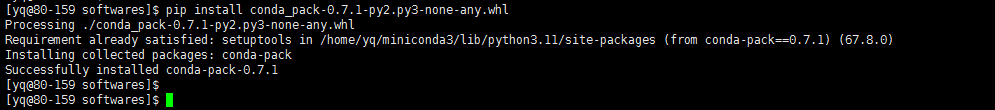 [yq@80-159 softwares]$ pip install conda_pack-0.7.1-py2.py3-none-any.whl
Processing ./conda_pack-0.7.1-py2.py3-none-any.whl
Requirement already satisfied: setuptools in /home/yq/miniconda3/lib/python3.11/site-packages (from conda-pack==0.7.1) (67.8.0)
Installing collected packages: conda-pack
Successfully installed conda-pack-0.7.1
[yq@80-159 softwares]$
[yq@80-159 softwares]$